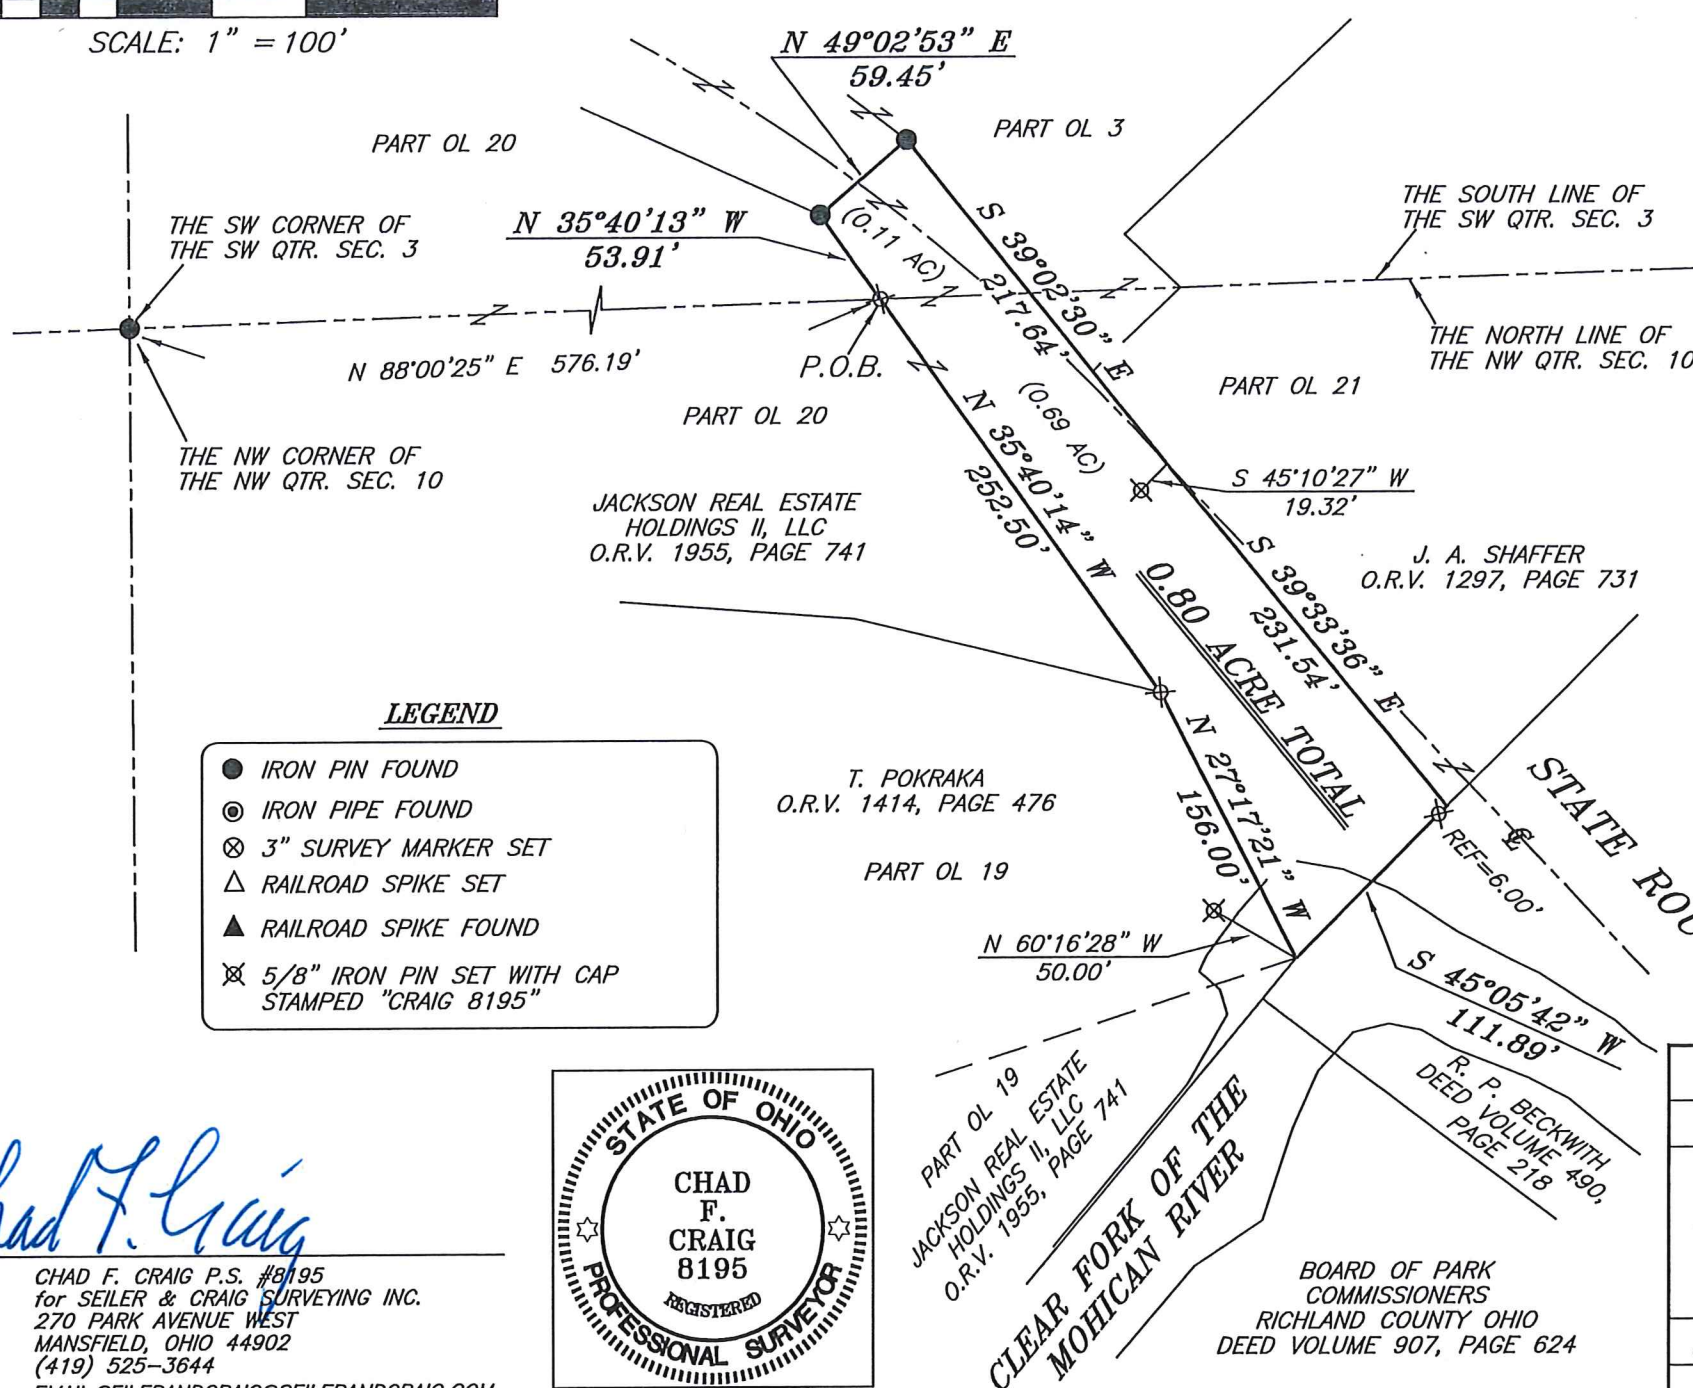 SCALE: 1" = 100'
N 49°02'53" E
59.45'
PART OL 20
PART OL 3
THE SW CORNER OF
THE SW QTR. SEC. 3
N 35°40'13" W
53.91'
(0.11 AC)
S 39°02'30" E
217.64'
THE SOUTH LINE OF
THE SW QTR. SEC. 3
N 88°00'25" E 576.19'
P.O.B.
THE NORTH LINE OF
THE NW QTR. SEC. 10
PART OL 20
(0.69 AC)
PART OL 21
THE NW CORNER OF
THE NW QTR. SEC. 10
N 35°40'14" W
252.50'
S 45°10'27" W
19.32'
JACKSON REAL ESTATE
HOLDINGS II, LLC
O.R.V. 1955, PAGE 741
S 39°33'36" E
231.54'
J. A. SHAFFER
O.R.V. 1297, PAGE 731
0.80 ACRE TOTAL
LEGEND
IRON PIN FOUND
IRON PIPE FOUND
3" SURVEY MARKER SET
RAILROAD SPIKE SET
RAILROAD SPIKE FOUND
5/8" IRON PIN SET WITH CAP
STAMPED "CRAIG 8195"
N 27°17'21" W
156.00'
T. POKRAKA
O.R.V. 1414, PAGE 476
PART OL 19
STATE
REF=6.00'
N 60°16'28" W
50.00'
S 45°05'42" W
111.89'
R. P. BECKWITH
DEED VOLUME 490,
PAGE 218
PART OL 19
JACKSON REAL ESTATE
HOLDINGS II, LLC
O.R.V. 1955, PAGE 741
CLEAR FORK OF THE
MOHICAN RIVER
BOARD OF PARK
COMMISSIONERS
RICHLAND COUNTY OHIO
DEED VOLUME 907, PAGE 624
STATE OF OHIO
CHAD
F.
CRAIG
8195
REGISTERED
PROFESSIONAL SURVEYOR
CHAD F. CRAIG P.S. #8195
for SEILER & CRAIG SURVEYING INC.
270 PARK AVENUE WEST
MANSFIELD, OHIO 44902
(419) 525-3644